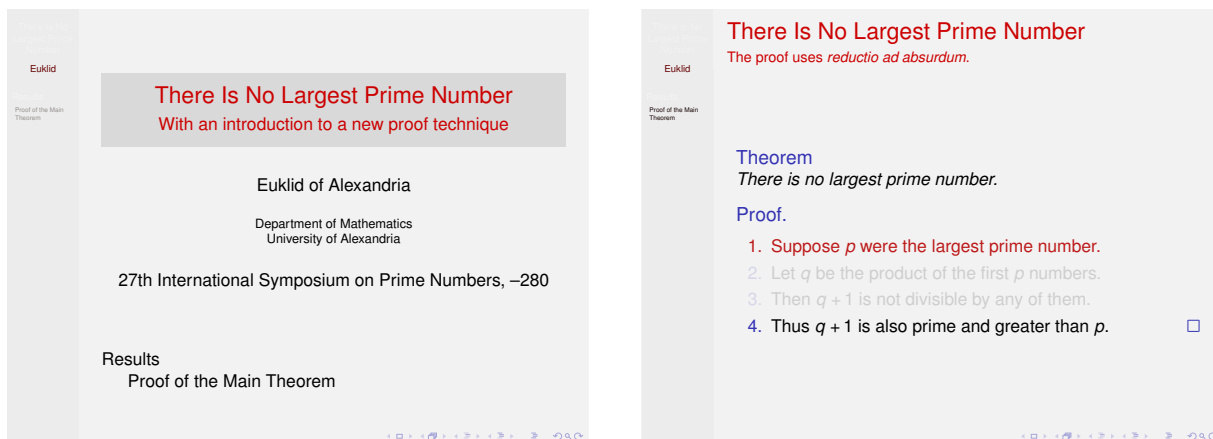 Euklid
Proof of the Main
Theorem
There Is No Largest Prime Number
With an introduction to a new proof technique
Euklid of Alexandria
Department of Mathematics
University of Alexandria
27th International Symposium on Prime Numbers, –280
Results
Proof of the Main Theorem
Euklid
Proof of the Main
Theorem
There Is No Largest Prime Number
The proof uses reductio ad absurdum.
Theorem
There is no largest prime number.
Proof.
1. Suppose p were the largest prime number.
2. Let q be the product of the first p numbers.
3. Then q + 1 is not divisible by any of them.
4. Thus q + 1 is also prime and greater than p.